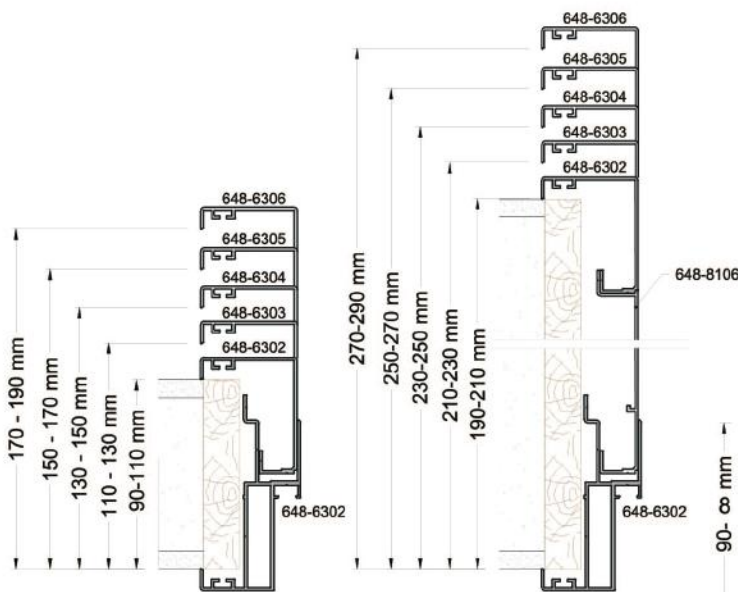 648-6306
648-6305
648-6304
648-6303
648-6302
170 - 190 mm
150 - 170 mm
130 - 150 mm
110 - 130 mm
90-110 mm
648-6302
648-6306
648-6305
648-6304
648-6303
648-6302
270-290 mm
250-270 mm
230-250 mm
210-230 mm
190-210 mm
648-8106
648-6302
90- ∞ mm